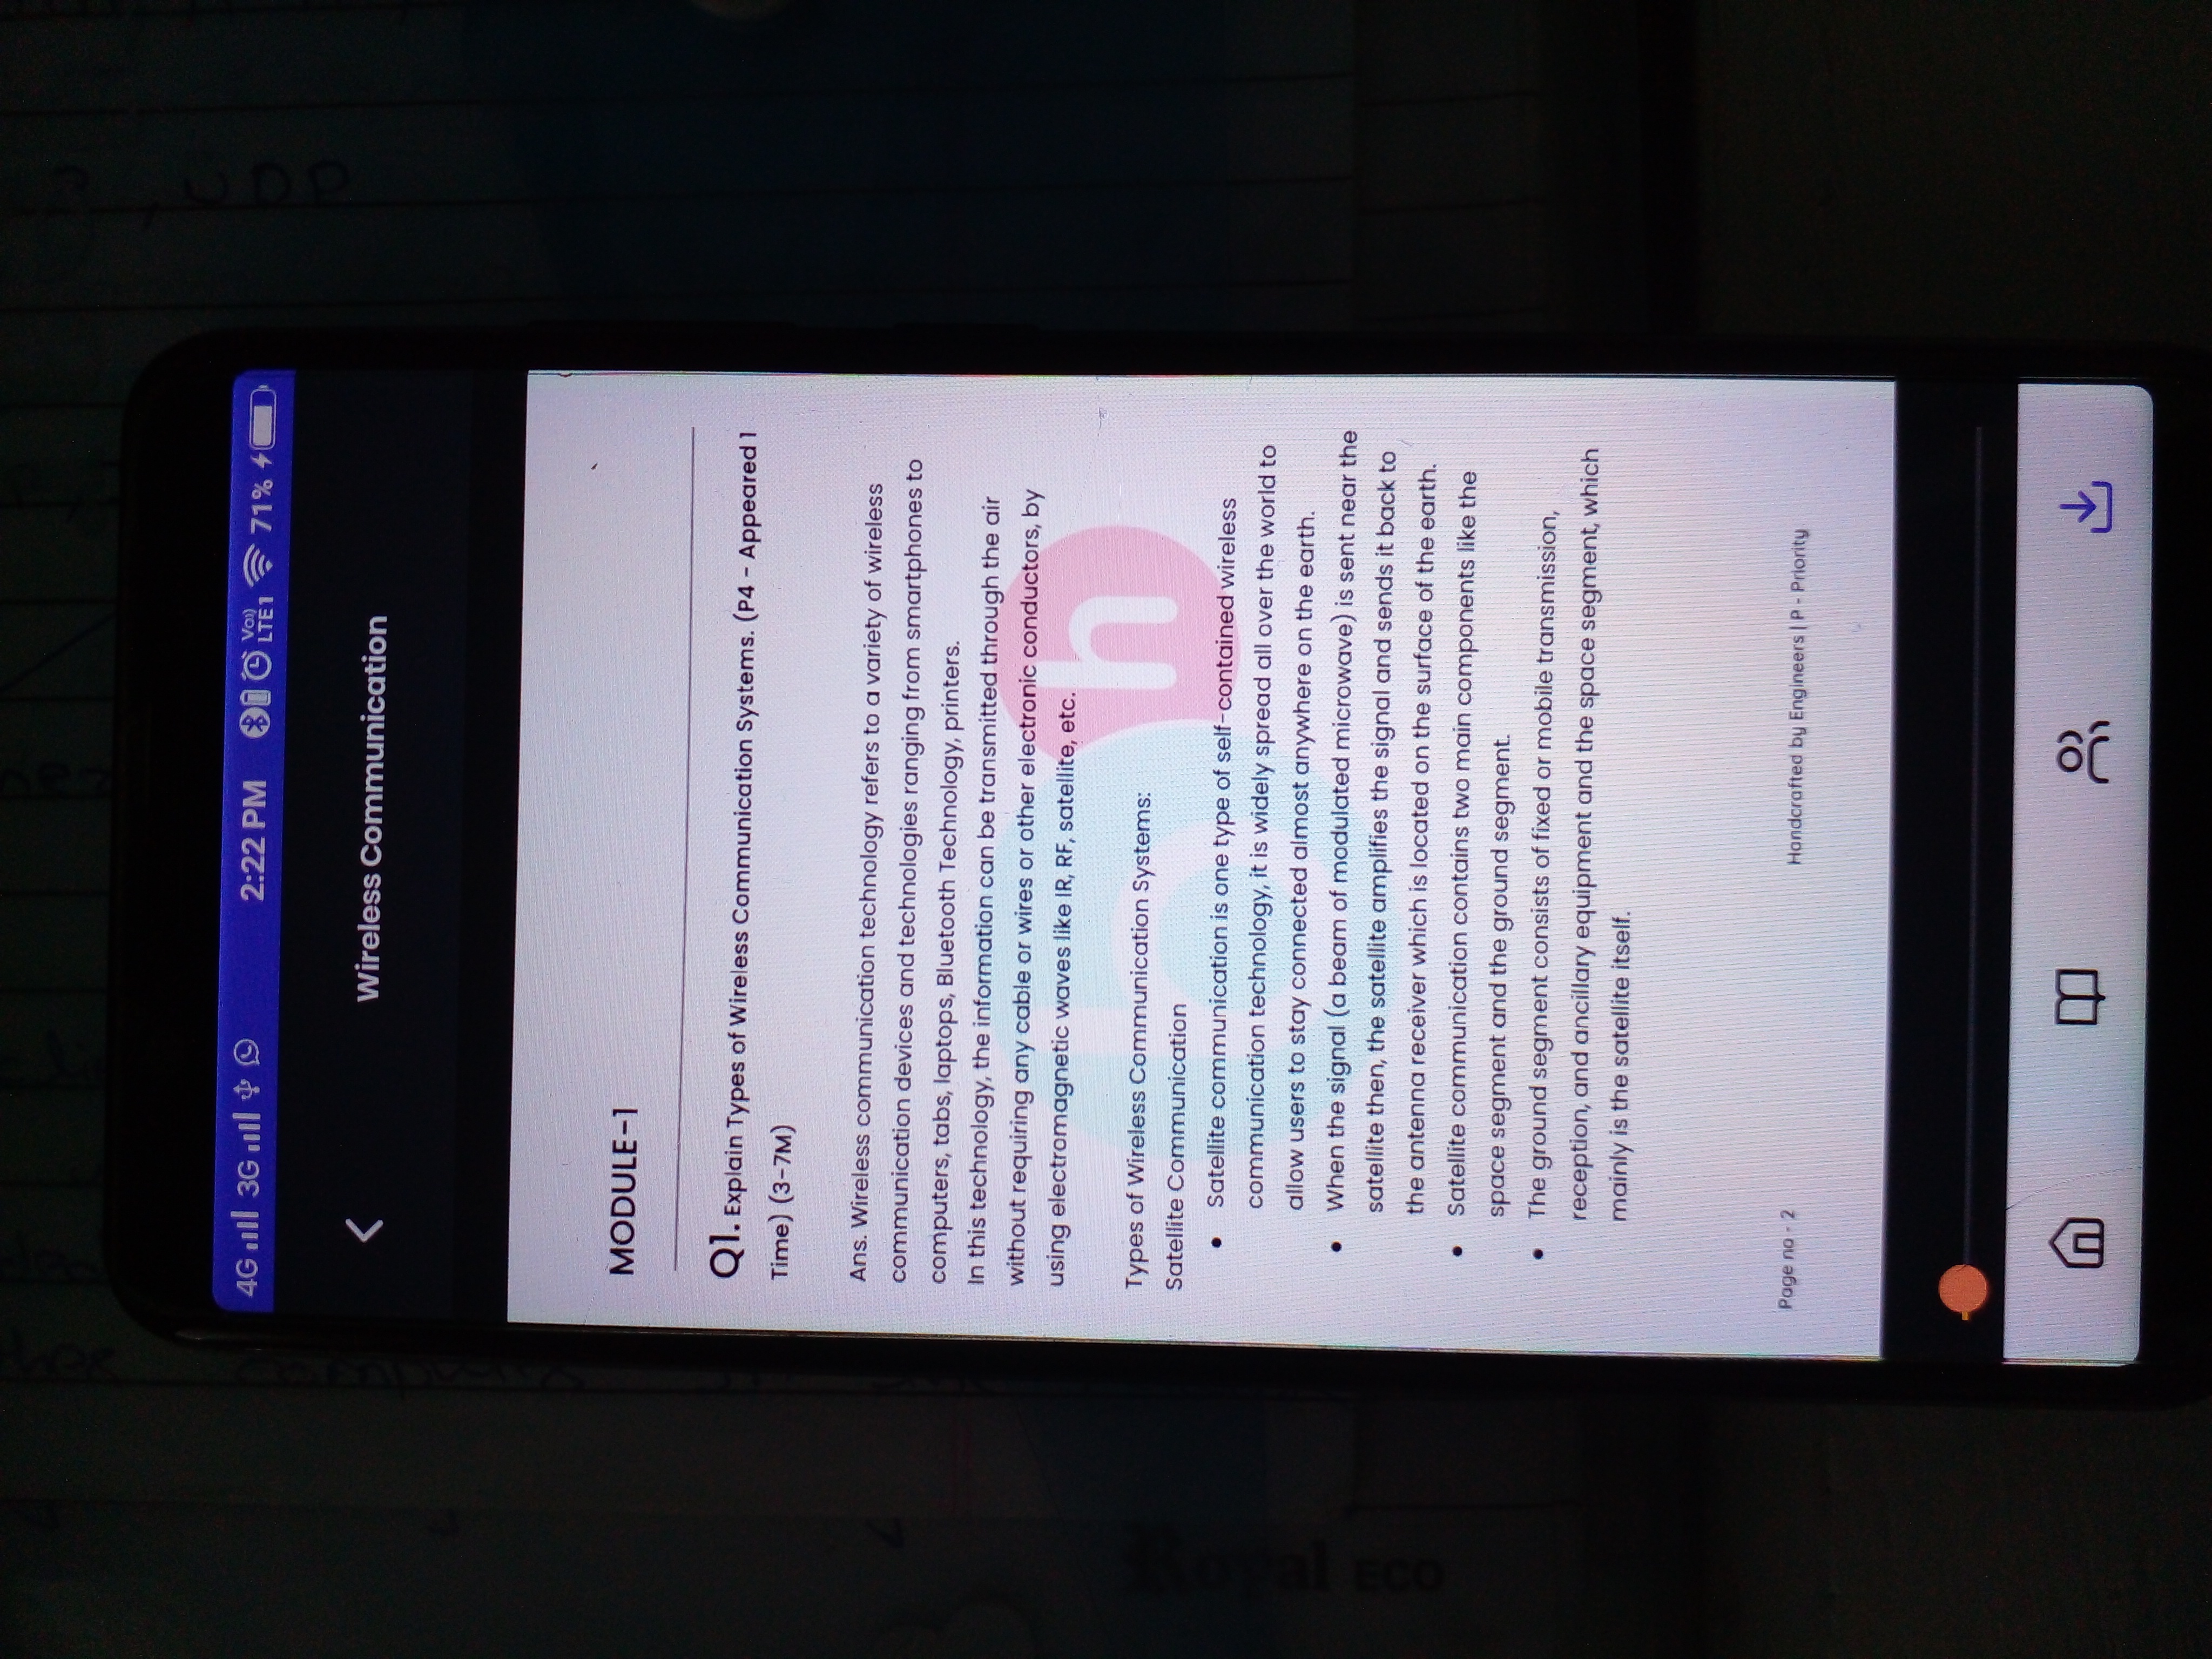 4G 3G 2:22 PM Vo)) LTE1 71%
Wireless Communication
MODULE-1
Q1. Explain Types of Wireless Communication Systems. (P4 - Appeared 1
Time) (3-7M)
Ans. Wireless communication technology refers to a variety of wireless
communication devices and technologies ranging from smartphones to
computers, tabs, laptops, Bluetooth Technology, printers.
In this technology, the information can be transmitted through the air
without requiring any cable or wires or other electronic conductors, by
using electromagnetic waves like IR, RF, satellite, etc.
bh
Types of Wireless Communication Systems:
Satellite Communication
• Satellite communication is one type of self-contained wireless
communication technology, it is widely spread all over the world to
allow users to stay connected almost anywhere on the earth.
• When the signal (a beam of modulated microwave) is sent near the
satellite then, the satellite amplifies the signal and sends it back to
the antenna receiver which is located on the surface of the earth.
• Satellite communication contains two main components like the
space segment and the ground segment.
• The ground segment consists of fixed or mobile transmission,
reception, and ancillary equipment and the space segment, which
mainly is the satellite itself.
Page no - 2
Handcrafted by Engineers | P - Priority
ECO